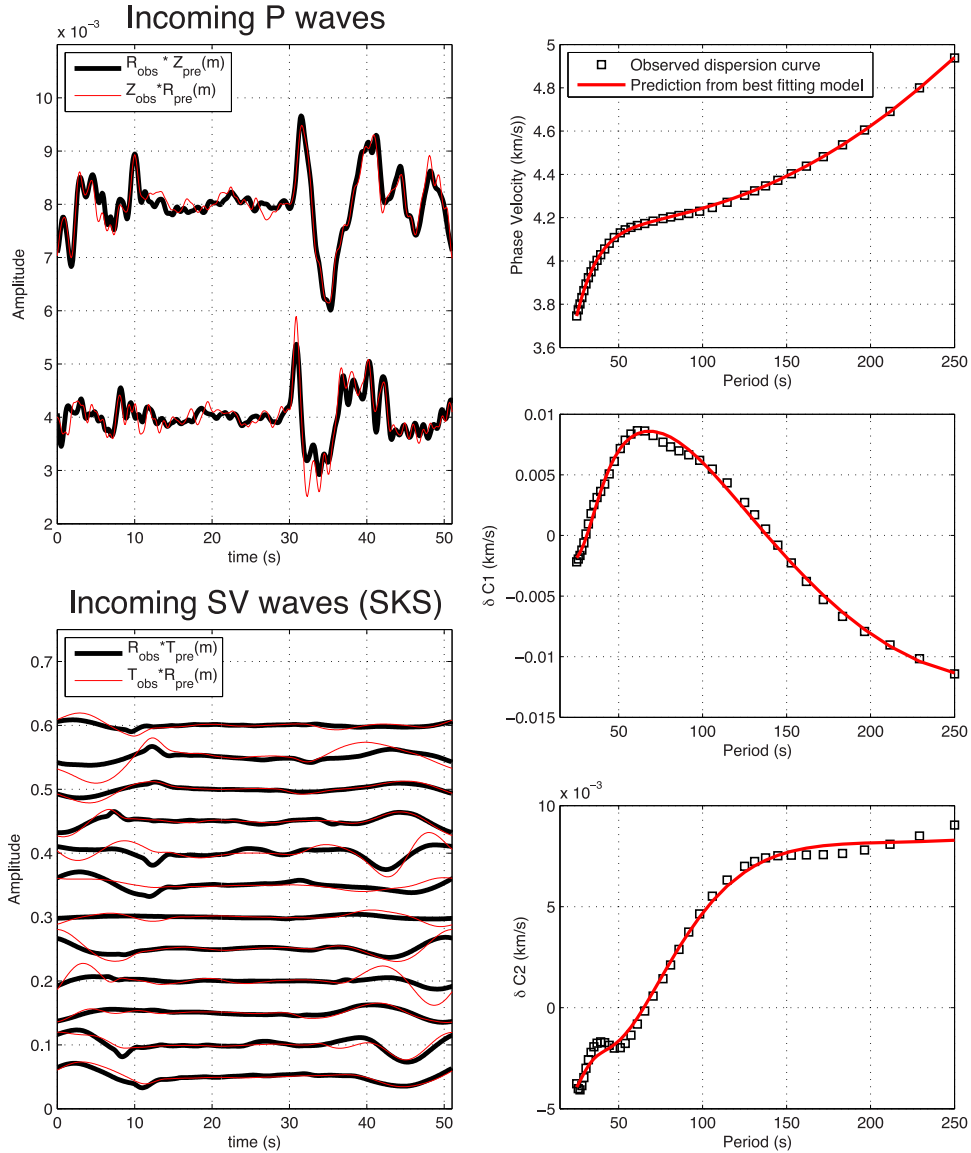 Incoming P waves
x 10⁻³
R_obs * Z_pre(m)
Z_obs*R_pre(m)
10
9
8
7
6
5
4
3
2
Amplitude
0 10 20 30 40 50
time (s)
Incoming SV waves (SKS)
R_obs*T_pre(m)
T_obs*R_pre(m)
0.7
0.6
0.5
0.4
0.3
0.2
0.1
0
Amplitude
0 10 20 30 40 50
time (s)
Observed dispersion curve
Prediction from best fitting model
5
4.8
4.6
4.4
4.2
4
3.8
3.6
Phase Velocity (km/s))
50 100 150 200 250
Period (s)
0.01
0.005
0
−0.005
−0.01
−0.015
δ C1 (km/s)
50 100 150 200 250
Period (s)
x 10⁻³
10
5
0
−5
δ C2 (km/s)
50 100 150 200 250
Period (s)